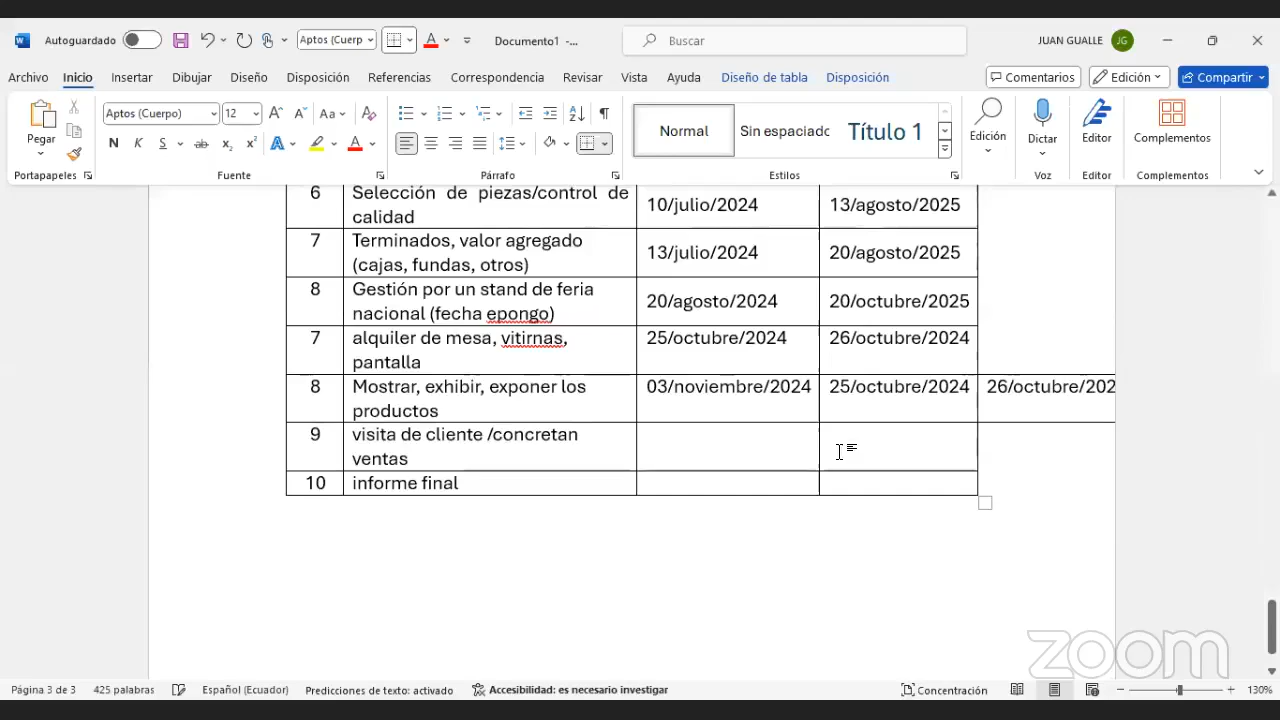 Autoguardado
Aptos (Cuerp
Documento1 -...
Buscar
JUAN GUALLE
JG
Archivo Inicio Insertar Dibujar Diseño Disposición Referencias Correspondencia Revisar Vista Ayuda Diseño de tabla Disposición
Comentarios Edición Compartir
Pegar
Aptos (Cuerpo) 12
Normal
Sin espaciado
Título 1
Edición
Dictar
Editor
Complementos
Portapapeles Fuente Párrafo Estilos Voz Editor Complementos
6 Selección de piezas/control de calidad 10/julio/2024 13/agosto/2025
7 Terminados, valor agregado (cajas, fundas, otros) 13/julio/2024 20/agosto/2025
8 Gestión por un stand de feria nacional (fecha epongo) 20/agosto/2024 20/octubre/2025
7 alquiler de mesa, vitirnas, pantalla 25/octubre/2024 26/octubre/2024
8 Mostrar, exhibir, exponer los productos 03/noviembre/2024 25/octubre/2024 26/octubre/202
9 visita de cliente /concretan ventas
10 informe final
zoom
Página 3 de 3 425 palabras Español (Ecuador) Predicciones de texto: activado Accesibilidad: es necesario investigar Concentración 130%